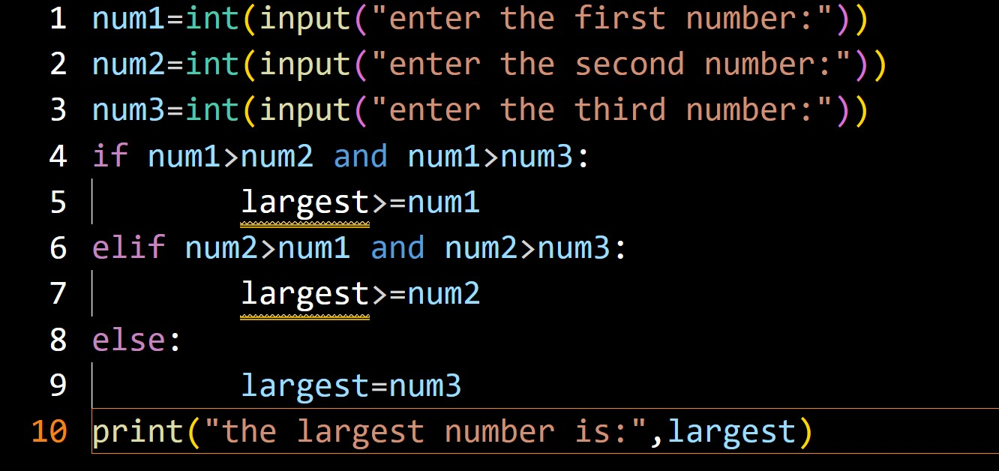 1 num1=int(input("enter the first number:"))
2 num2=int(input("enter the second number:"))
3 num3=int(input("enter the third number:"))
4 if num1>num2 and num1>num3:
5         largest>=num1
6 elif num2>num1 and num2>num3:
7         largest>=num2
8 else:
9         largest=num3
10 print("the largest number is:",largest)